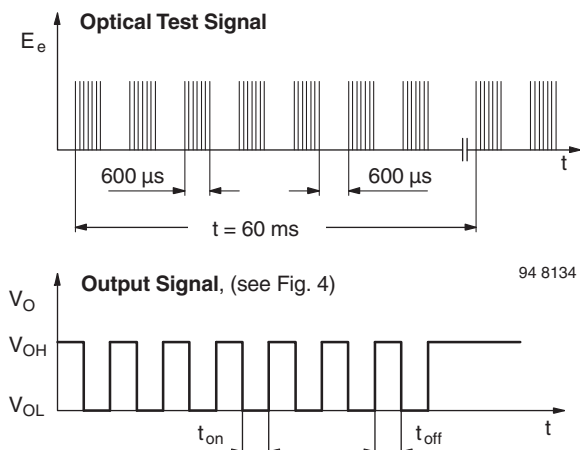 Optical Test Signal
E e
t
600 µs
600 µs
t = 60 ms
94 8134
Output Signal, (see Fig. 4)
V O
V OH
V OL
t
t on
t off